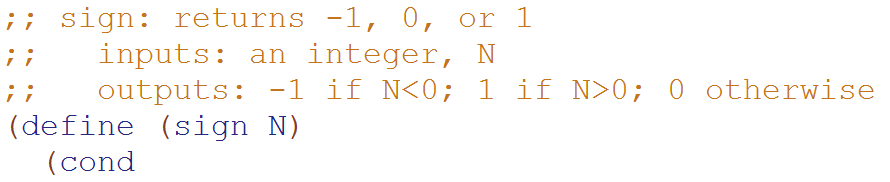 ;; sign: returns -1, 0, or 1
;;   inputs: an integer, N
;;   outputs: -1 if N<0; 1 if N>0; 0 otherwise
(define (sign N)
  (cond